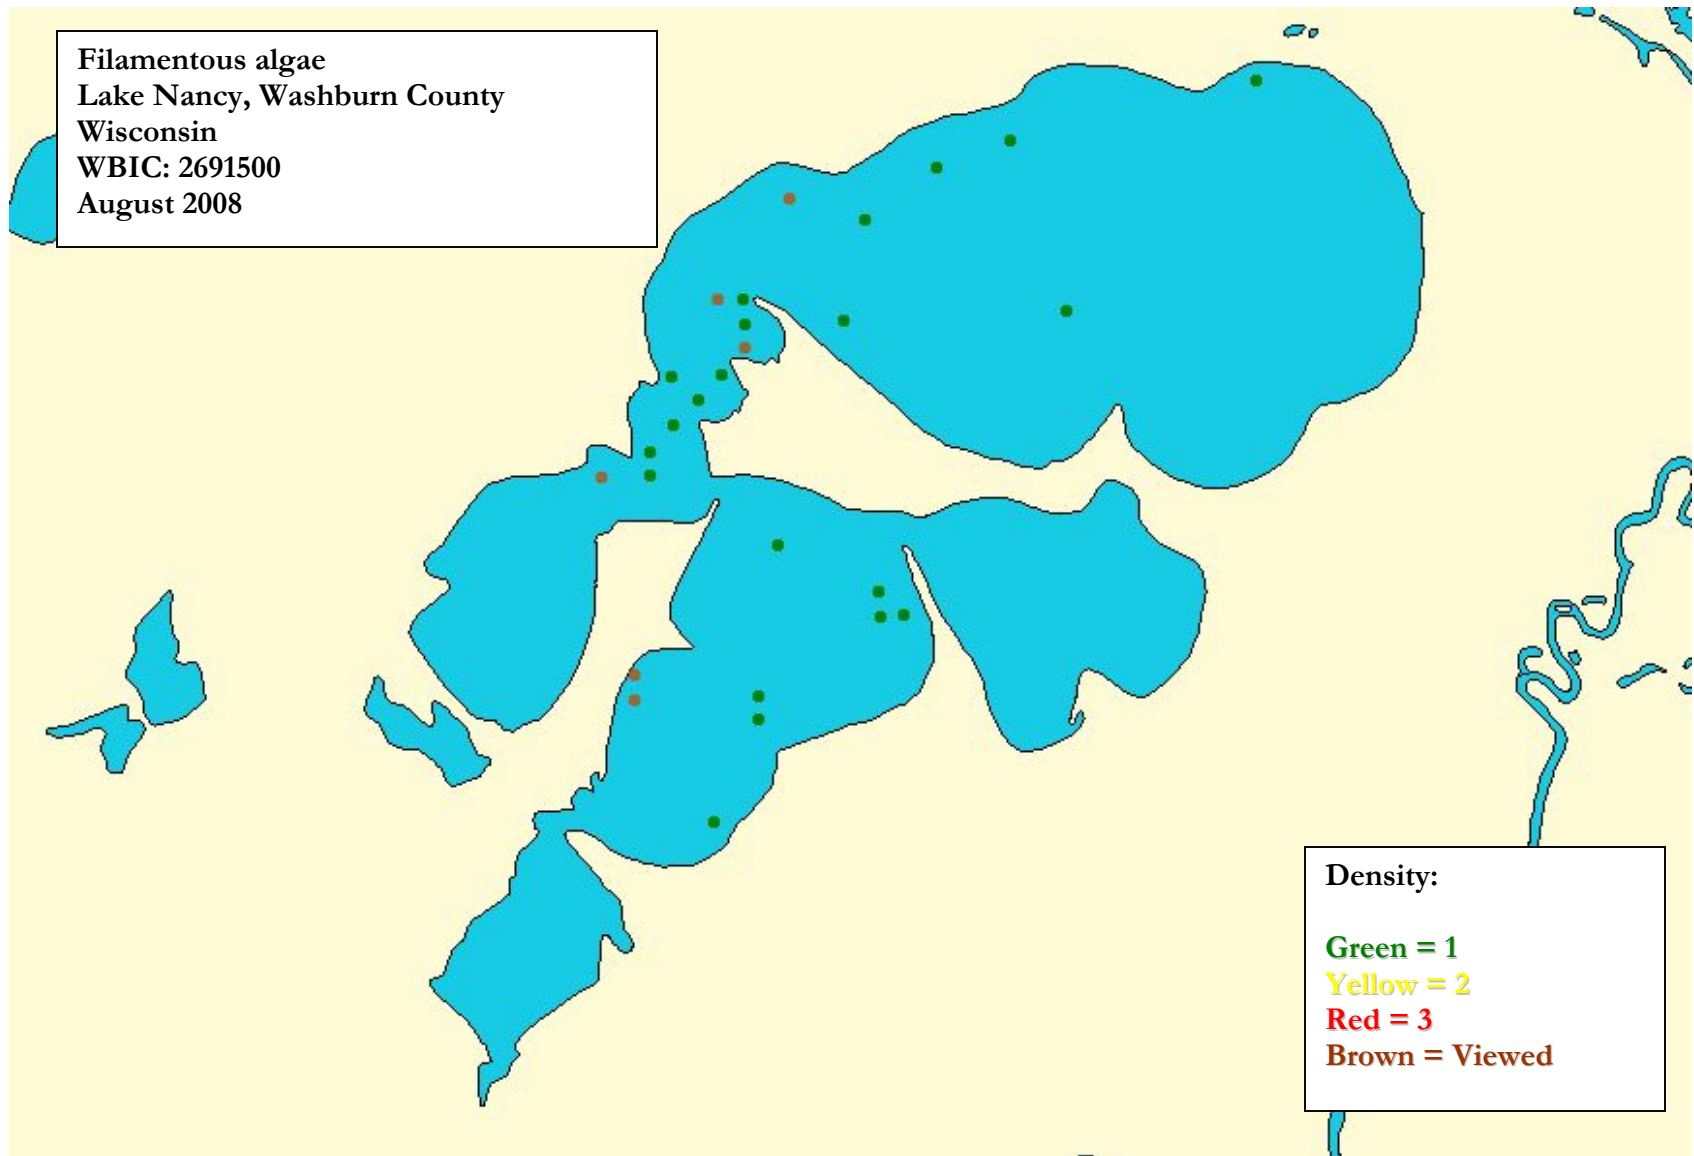 Filamentous algae
Lake Nancy, Washburn County
Wisconsin
WBIC: 2691500
August 2008
Density:
Green = 1
Yellow = 2
Red = 3
Brown = Viewed